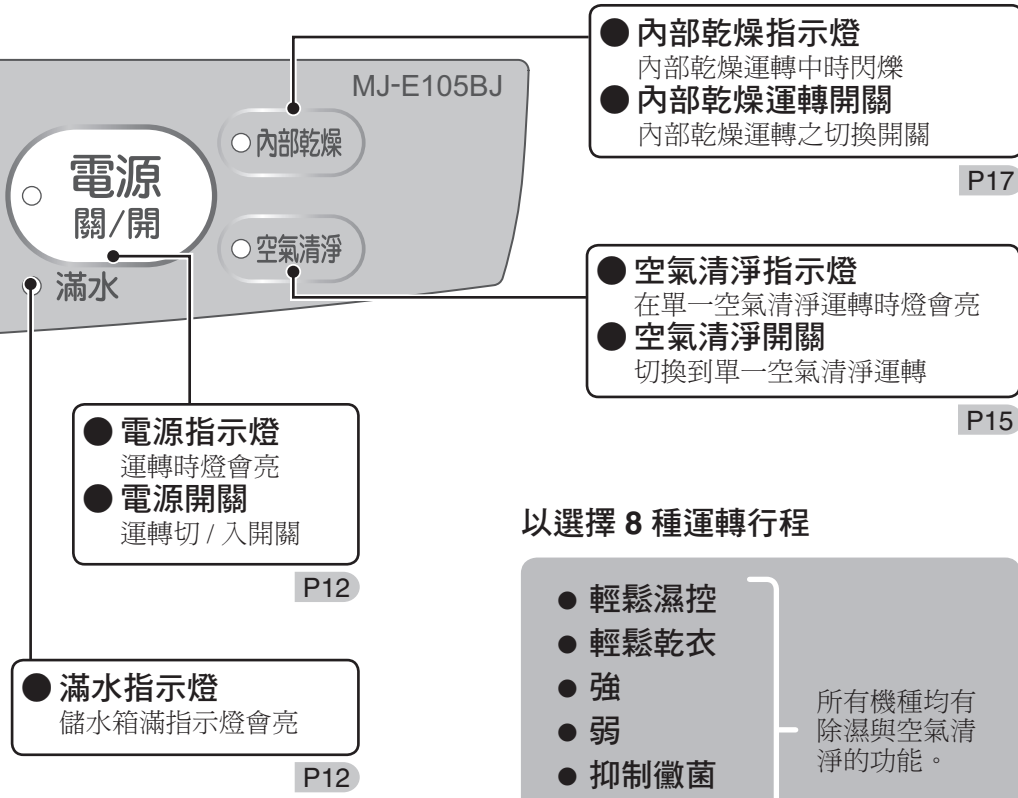 ● 內部乾燥指示燈
內部乾燥運轉中時閃爍
● 內部乾燥運轉開關
內部乾燥運轉之切換開關
P17
MJ-E105BJ
內部乾燥
電源
關/開
空氣清淨
滿水
● 空氣清淨指示燈
在單一空氣清淨運轉時燈會亮
● 空氣清淨開關
切換到單一空氣清淨運轉
P15
● 電源指示燈
運轉時燈會亮
● 電源開關
運轉切 / 入開關
P12
● 滿水指示燈
儲水箱滿指示燈會亮
P12
以選擇 8 種運轉行程
● 輕鬆濕控
● 輕鬆乾衣
● 強
● 弱
● 抑制黴菌
所有機種均有
除濕與空氣清
淨的功能。